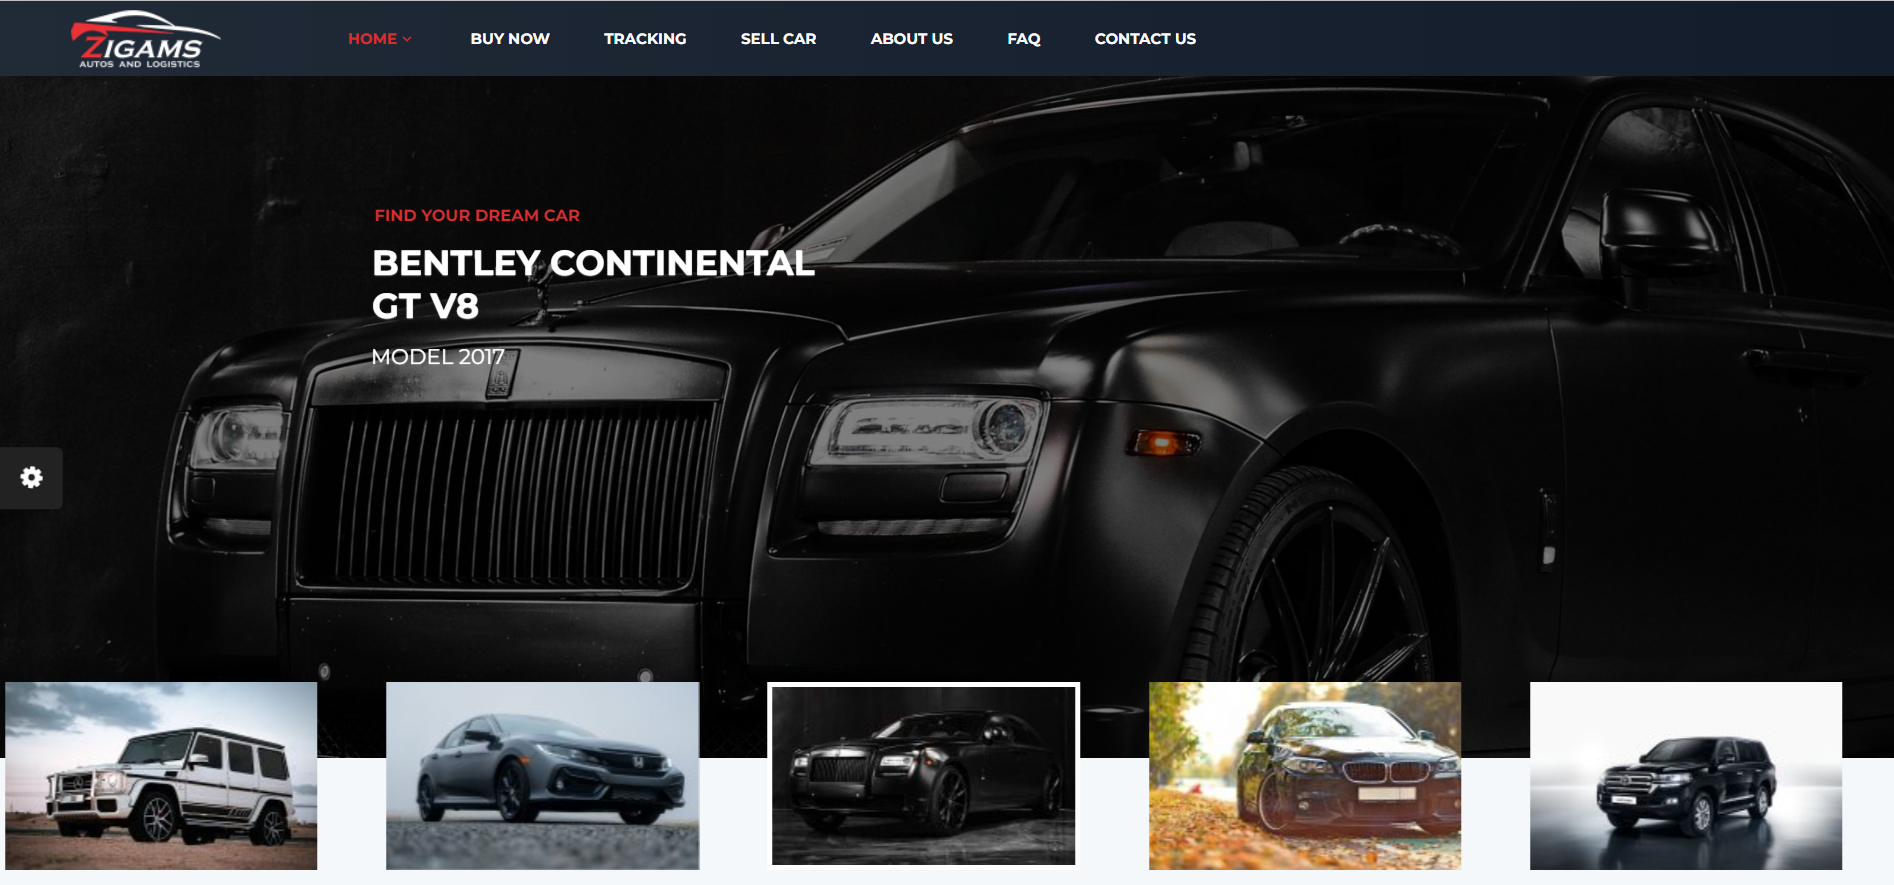 ZIGAMS
AUTOS AND LOGISTICS
HOME
BUY NOW
TRACKING
SELL CAR
ABOUT US
FAQ
CONTACT US
FIND YOUR DREAM CAR
BENTLEY CONTINENTAL
GT V8
MODEL 2017